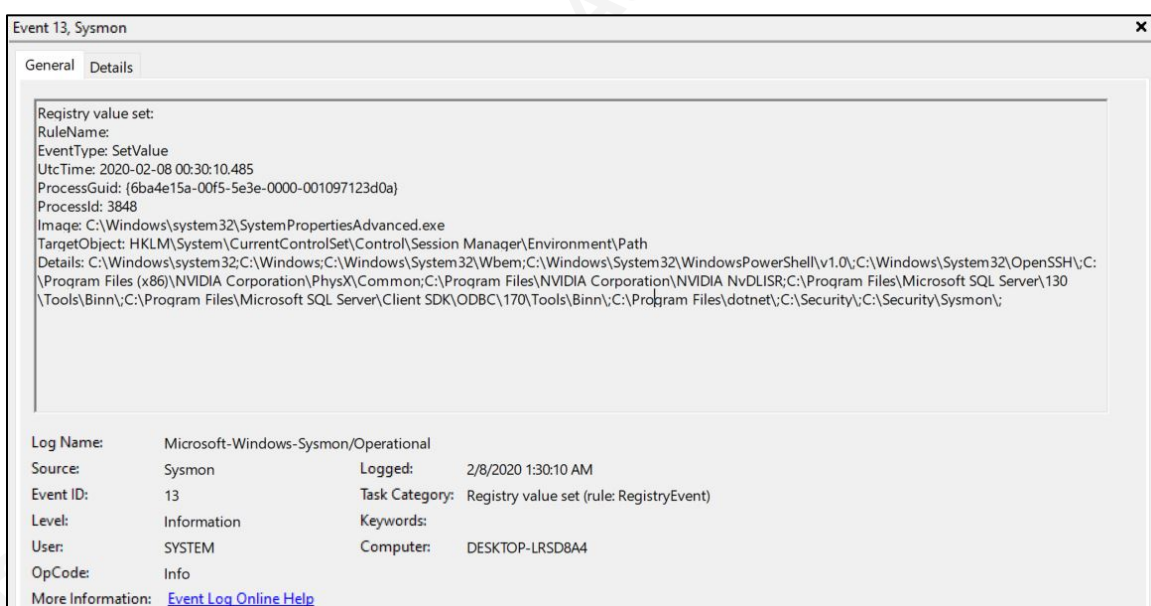 Event 13, Sysmon
General Details
Registry value set:
RuleName:
EventType: SetValue
UtcTime: 2020-02-08 00:30:10.485
ProcessGuid: {6ba4e15a-00f5-5e3e-0000-001097123d0a}
ProcessId: 3848
Image: C:\Windows\system32\SystemPropertiesAdvanced.exe
TargetObject: HKLM\System\CurrentControlSet\Control\Session Manager\Environment\Path
Details: C:\Windows\system32;C:\Windows;C:\Windows\System32\Wbem;C:\Windows\System32\WindowsPowerShell\v1.0\;C:\Windows\System32\OpenSSH\;C:
\Program Files (x86)\NVIDIA Corporation\PhysX\Common;C:\Program Files\NVIDIA Corporation\NVIDIA NvDLISR;C:\Program Files\Microsoft SQL Server\130
\Tools\Binn\;C:\Program Files\Microsoft SQL Server\Client SDK\ODBC\170\Tools\Binn\;C:\Program Files\dotnet\;C:\Security\;C:\Security\Sysmon\;
Log Name: Microsoft-Windows-Sysmon/Operational
Source: Sysmon Logged: 2/8/2020 1:30:10 AM
Event ID: 13 Task Category: Registry value set (rule: RegistryEvent)
Level: Information Keywords:
User: SYSTEM Computer: DESKTOP-LRSD8A4
OpCode: Info
More Information: Event Log Online Help